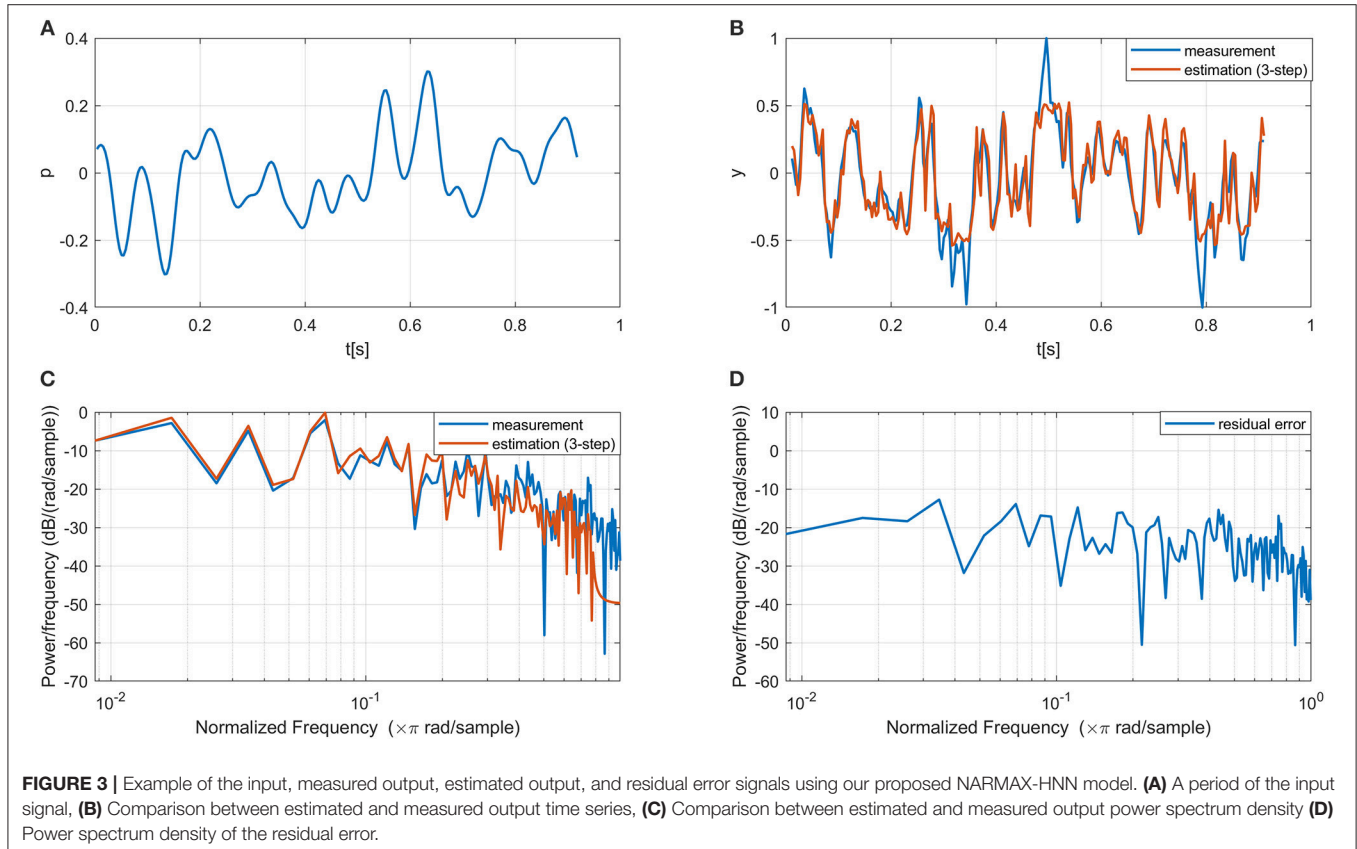 A
0.4
0.2
0
-0.2
-0.4
p
0 0.2 0.4 0.6 0.8 1
t[s]
B
1
0.5
0
-0.5
-1
y
measurement
estimation (3-step)
0 0.2 0.4 0.6 0.8 1
t[s]
C
0
-10
-20
-30
-40
-50
-60
-70
Power/frequency (dB/(rad/sample))
measurement
estimation (3-step)
10⁻² 10⁻¹
Normalized Frequency (×π rad/sample)
D
10
0
-10
-20
-30
-40
-50
-60
Power/frequency (dB/(rad/sample))
residual error
10⁻² 10⁻¹ 10⁰
Normalized Frequency (×π rad/sample)
FIGURE 3 | Example of the input, measured output, estimated output, and residual error signals using our proposed NARMAX-HNN model. (A) A period of the input
signal, (B) Comparison between estimated and measured output time series, (C) Comparison between estimated and measured output power spectrum density (D)
Power spectrum density of the residual error.